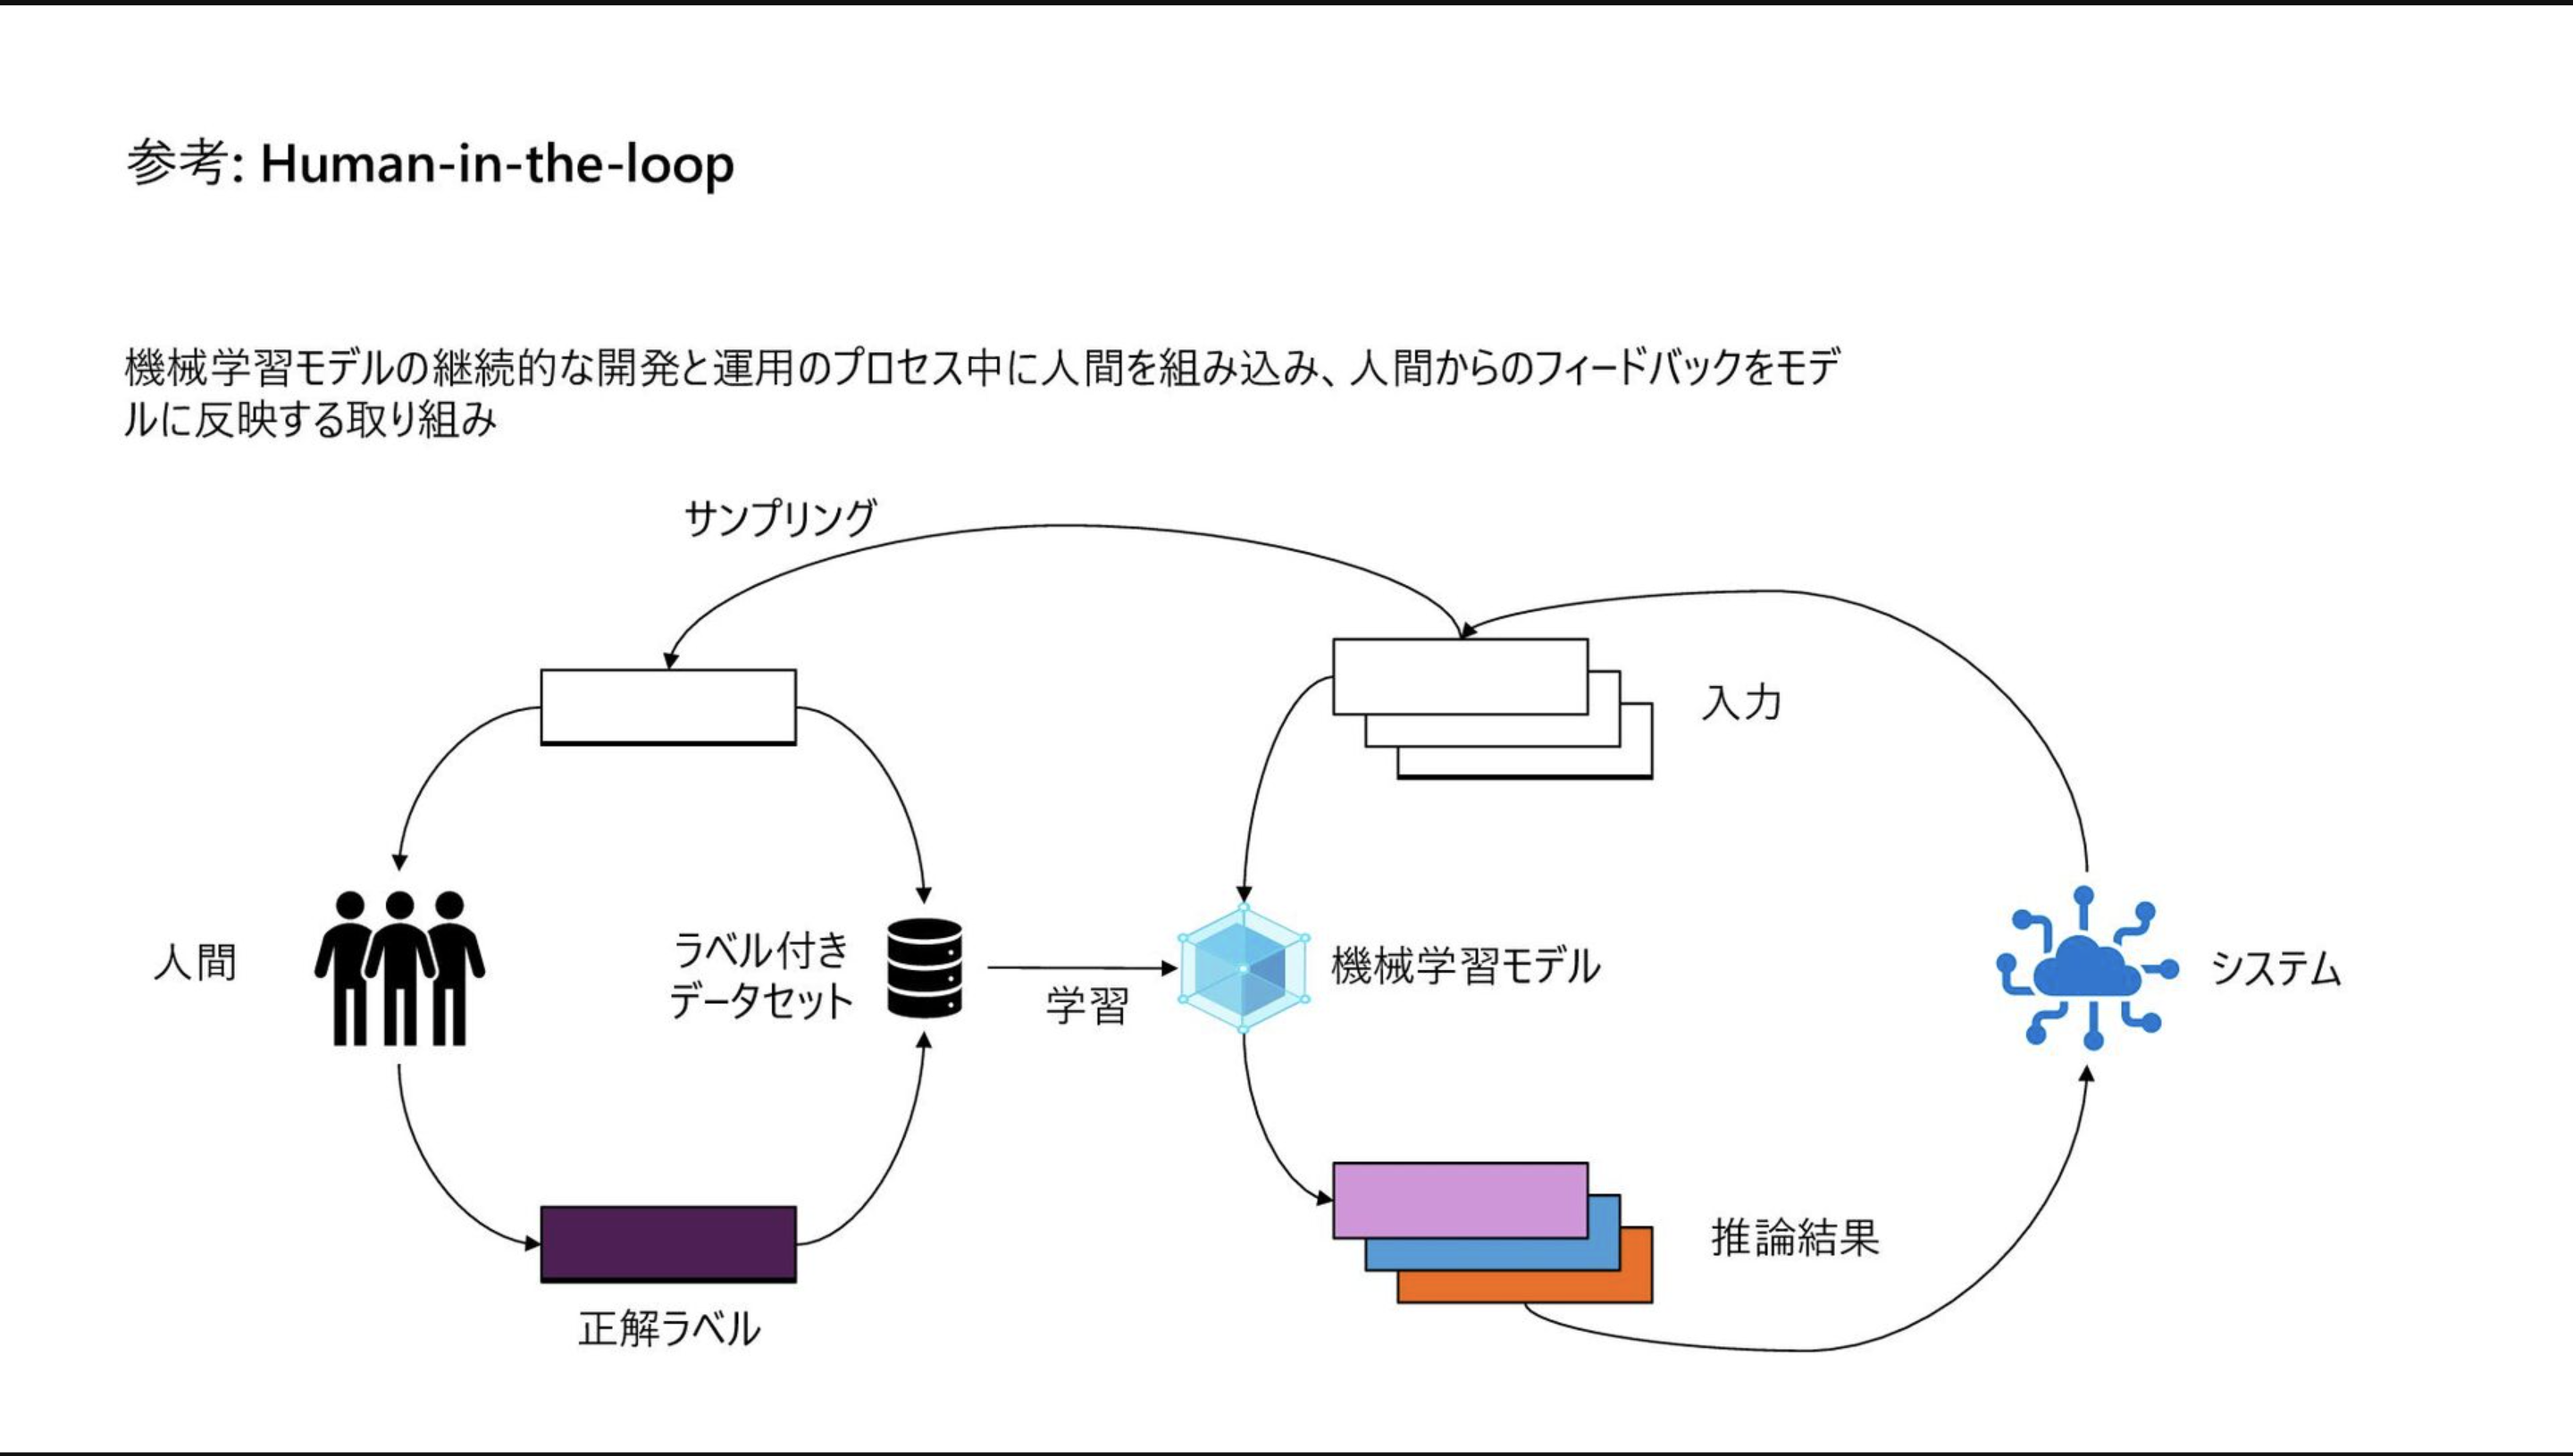 参考: Human-in-the-loop
機械学習モデルの継続的な開発と運用のプロセス中に人間を組み込み、人間からのフィードバックをモデ
ルに反映する取り組み
サンプリング
入力
人間
ラベル付き
データセット
学習
機械学習モデル
システム
推論結果
正解ラベル